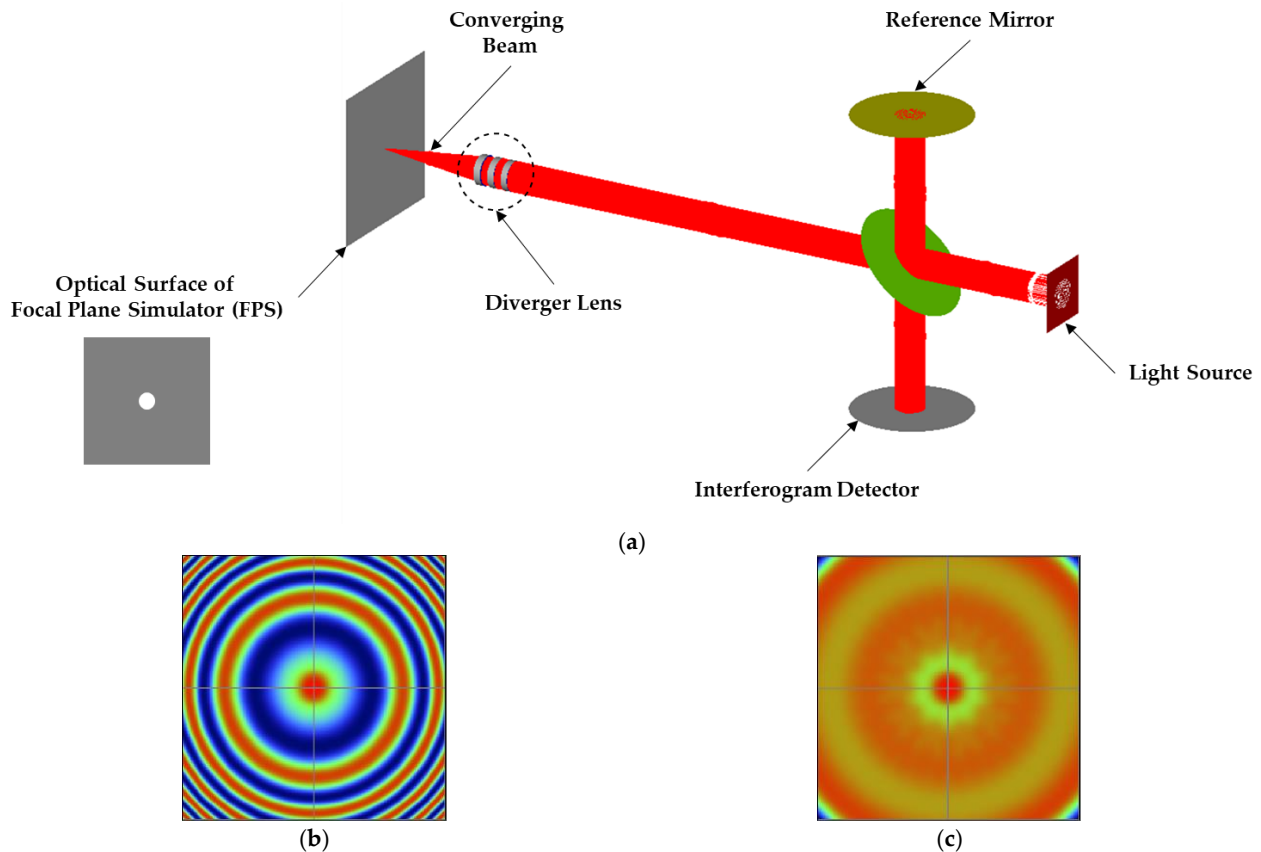 Converging
Beam
Reference Mirror
Optical Surface of
Focal Plane Simulator (FPS)
Diverger Lens
Light Source
Interferogram Detector
(a)
(b)
(c)